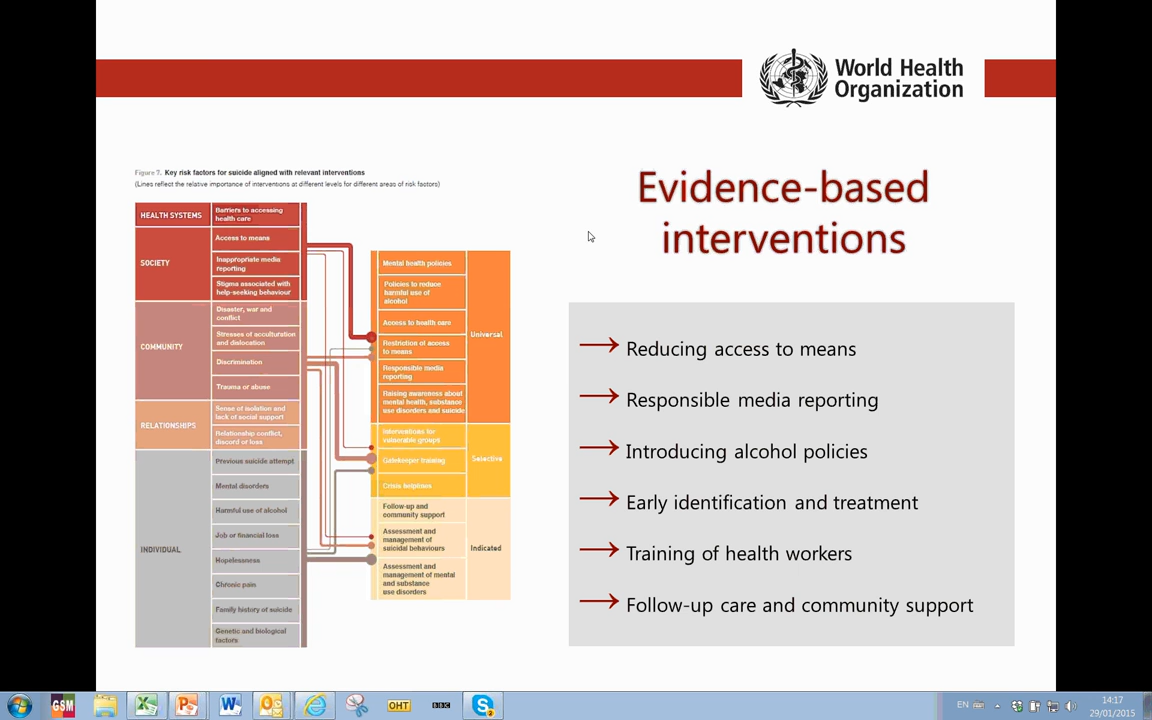 World Health
Organization
Figure 7. Key risk factors for suicide aligned with relevant interventions
(Lines reflect the relative importance of interventions at different levels for different areas of risk factors)
HEALTH SYSTEMS
Barriers to accessing
health care
SOCIETY
Access to means
Inappropriate media
reporting
Stigma associated with
help-seeking behaviour
COMMUNITY
Disaster, war and
conflict
Stresses of acculturation
and dislocation
Discrimination
Trauma or abuse
RELATIONSHIPS
Sense of isolation and
lack of social support
Relationship conflict,
discord or loss
INDIVIDUAL
Previous suicide attempt
Mental disorders
Harmful use of alcohol
Job or financial loss
Hopelessness
Chronic pain
Family history of suicide
Genetic and biological
factors
Mental health policies
Policies to reduce
harmful use of
alcohol
Access to health care
Restriction of access
to means
Responsible media
reporting
Raising awareness about
mental health, substance
use disorders and suicide
Universal
Interventions for
vulnerable groups
Gatekeeper training
Crisis helplines
Selective
Follow-up and
community support
Assessment and
management of
suicidal behaviours
Assessment and
management of mental
and substance
use disorders
Indicated
Evidence-based
interventions
Reducing access to means
Responsible media reporting
Introducing alcohol policies
Early identification and treatment
Training of health workers
Follow-up care and community support
GSM
OHT
BBC
EN
14:17
29/01/2015